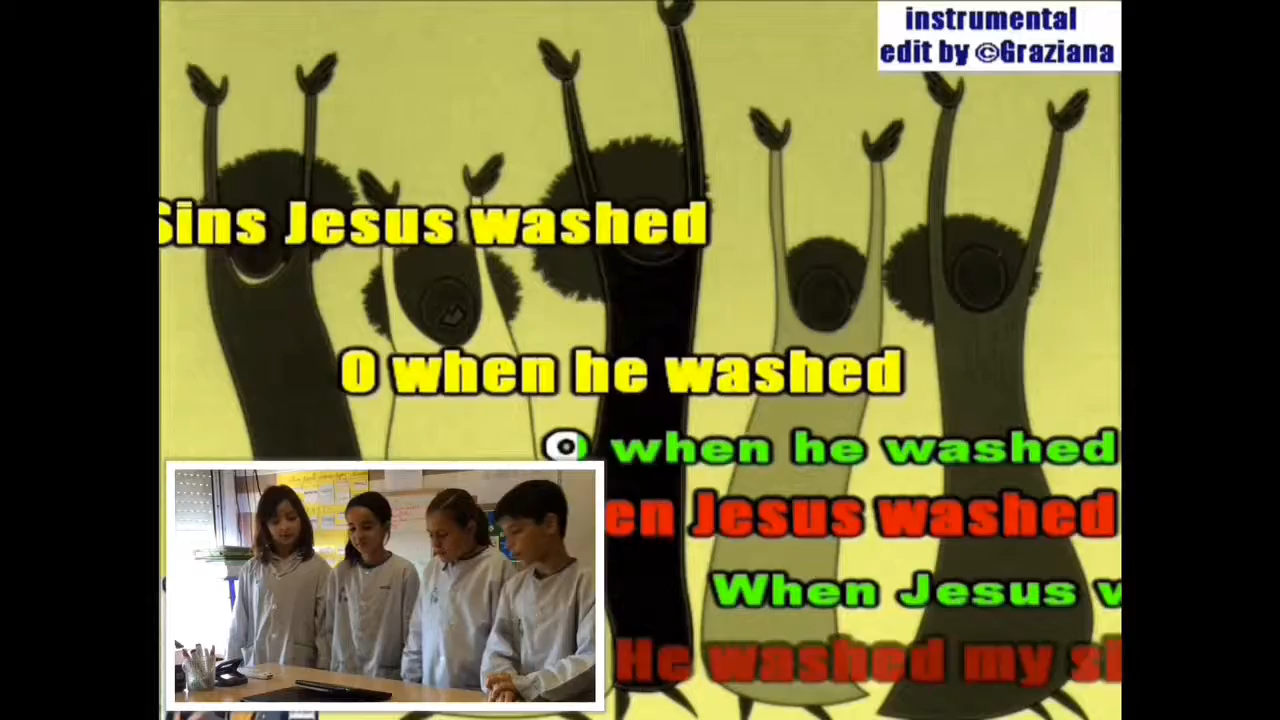 instrumental
edit by ©Graziana
Sins Jesus washed
O when he washed
O when he washed
en Jesus washed
When Jesus
He washed my